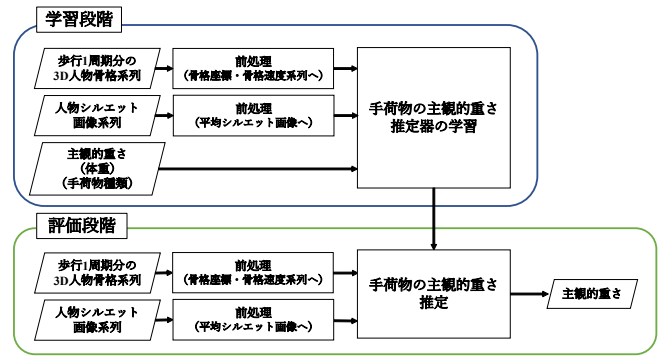 学習段階
歩行1周期分の
3D人物骨格系列
前処理
(骨格座標・骨格速度系列へ)
人物シルエット
画像系列
前処理
(平均シルエット画像へ)
主観的重さ
(体重)
(手荷物種類)
手荷物の主観的重さ
推定器の学習
評価段階
歩行1周期分の
3D人物骨格系列
前処理
(骨格座標・骨格速度系列へ)
人物シルエット
画像系列
前処理
(平均シルエット画像へ)
手荷物の主観的重さ
推定
主観的重さ